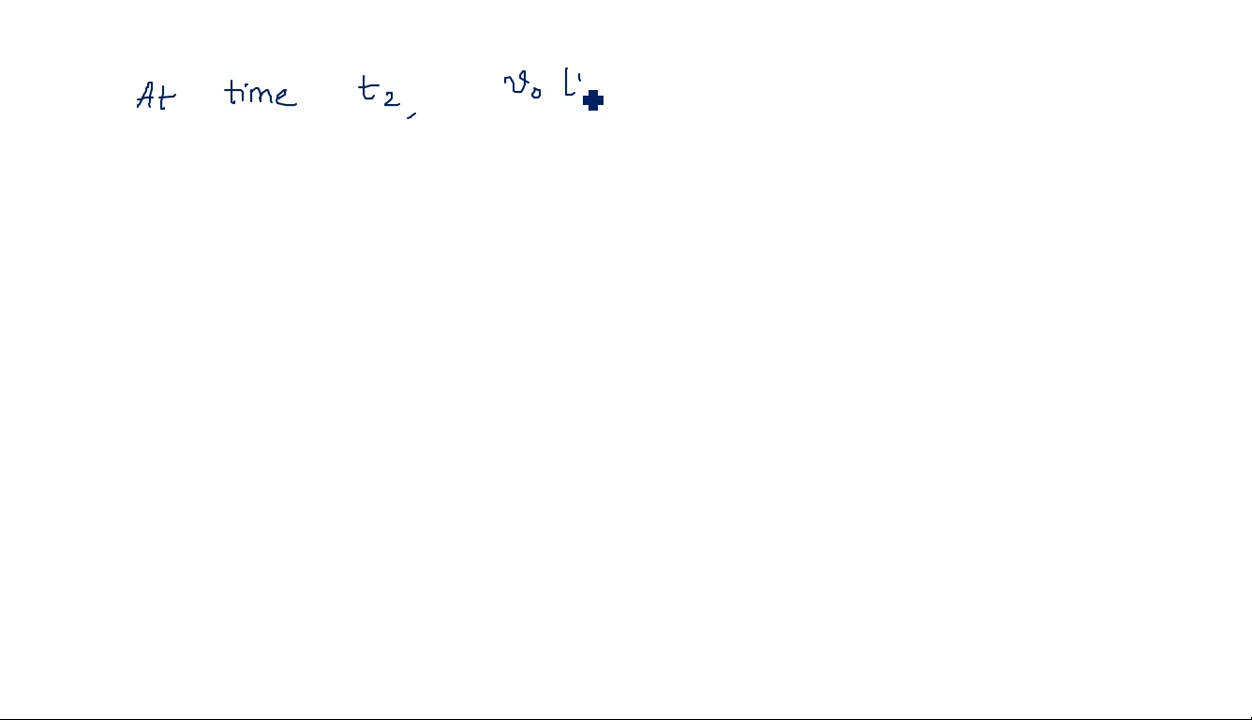 At time t₂, v₀ [